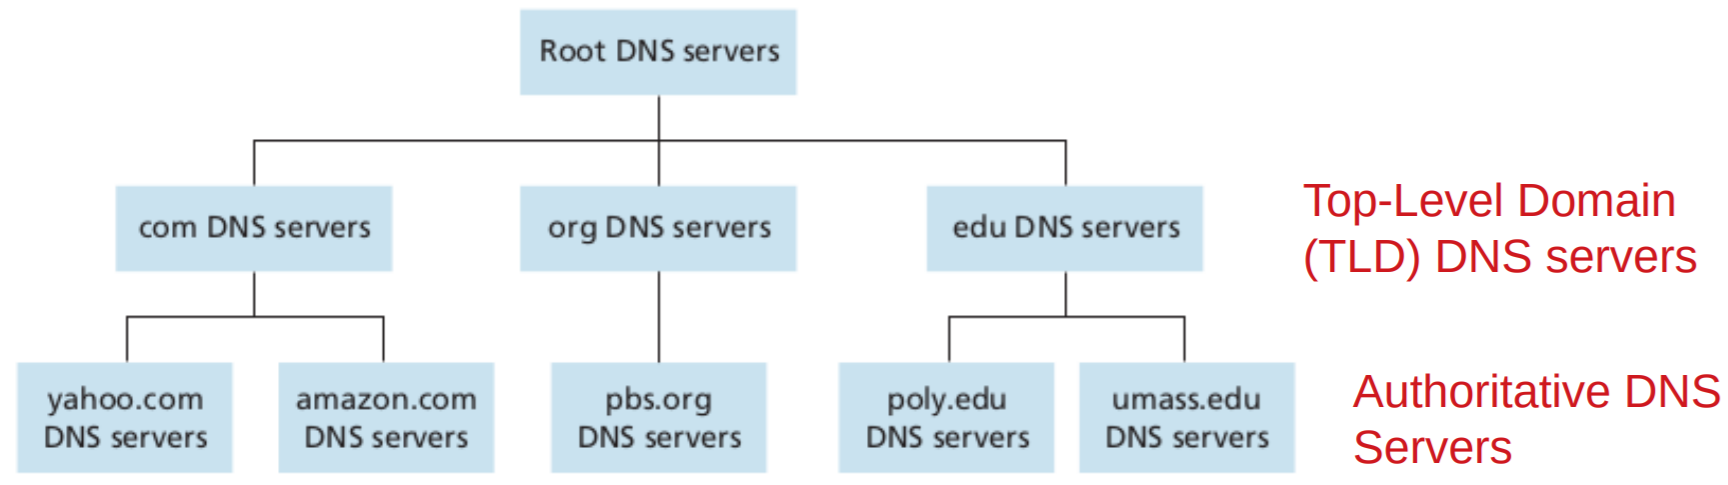 Root DNS servers
com DNS servers
org DNS servers
edu DNS servers
Top-Level Domain
(TLD) DNS servers
yahoo.com
DNS servers
amazon.com
DNS servers
pbs.org
DNS servers
poly.edu
DNS servers
umass.edu
DNS servers
Authoritative DNS
Servers